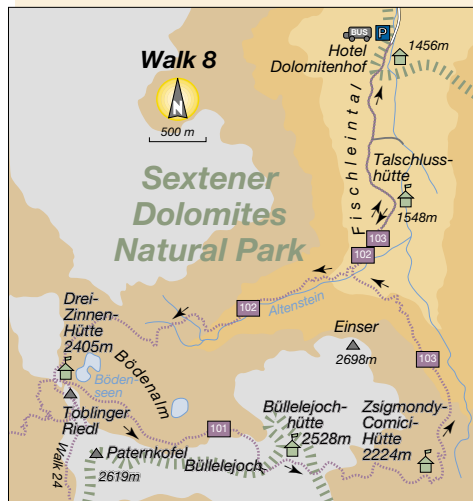 BUS
P
Hotel
Dolomitenhof
1456m
Walk 8
N
500 m
Fischleintal
Sextener
Dolomites
Natural Park
Talschluss-
hütte
1548m
103
102
102
Altenstein
Drei-
Zinnen-
Hütte
2405m
Bödenalm
Böden-
seen
Einser
2698m
103
Toblinger
Riedl
101
Büllelejoch-
hütte
2528m
Zsigmondy-
Comici-
Hütte
2224m
Walk 24
Paternkofel
2619m
Büllelejoch